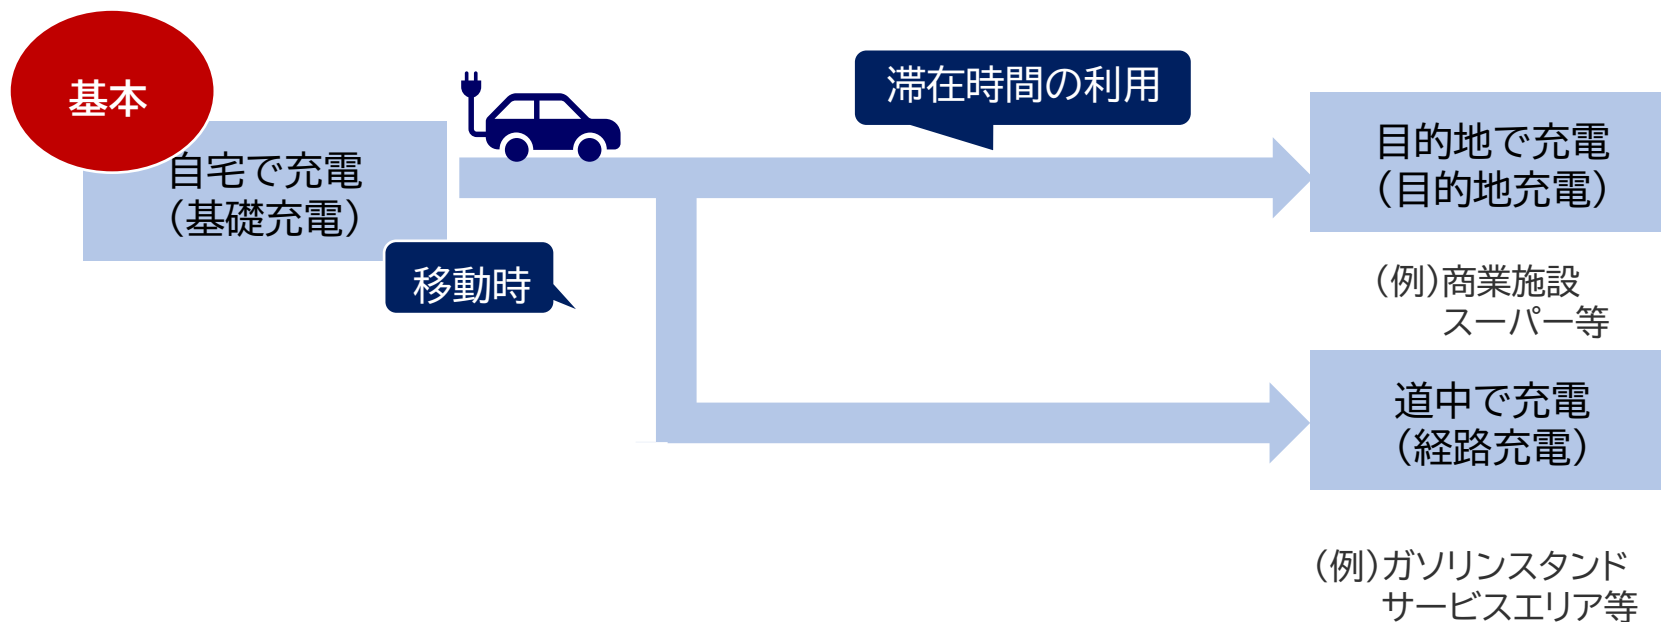 基本
自宅で充電
（基礎充電）
移動時
滞在時間の利用
目的地で充電
（目的地充電）
（例）商業施設
スーパー等
道中で充電
（経路充電）
（例）ガソリンスタンド
サービスエリア等